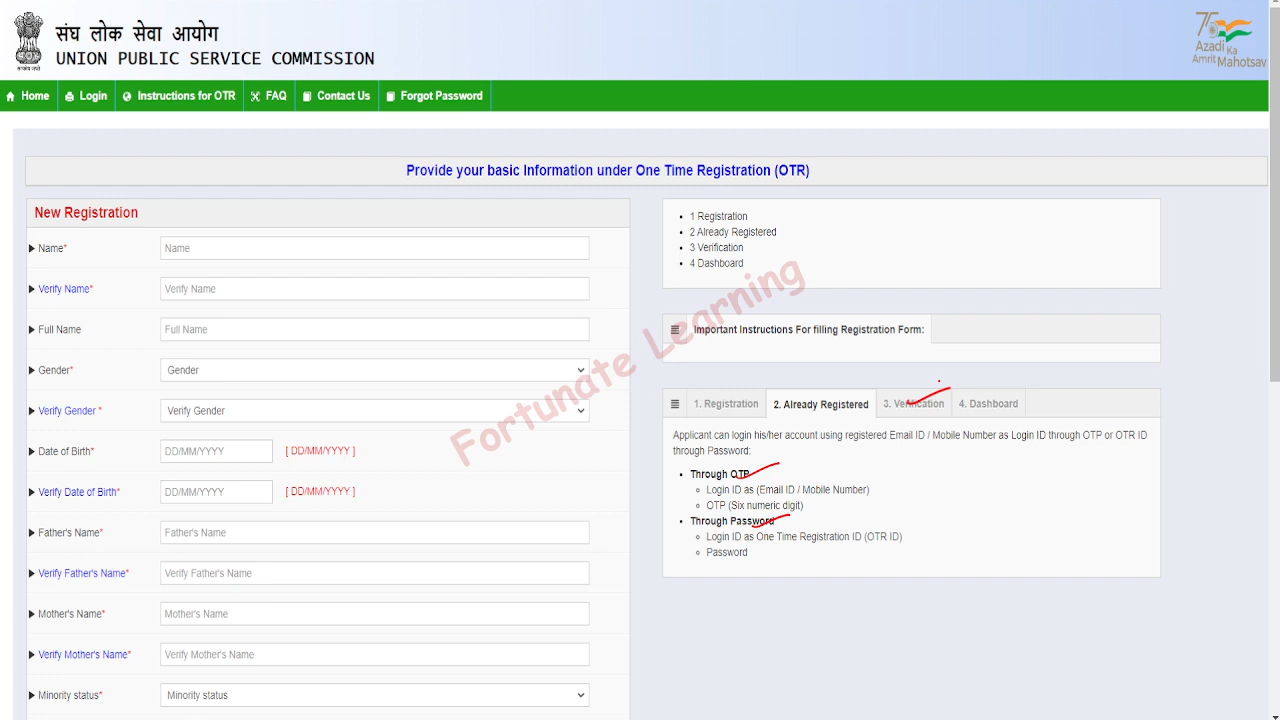 संघ लोक सेवा आयोग
UNION PUBLIC SERVICE COMMISSION
सत्यमेव जयते
75
Azadi Ka
Amrit Mahotsav
Home Login Instructions for OTR FAQ Contact Us Forgot Password
Provide your basic Information under One Time Registration (OTR)
New Registration
Name* Name
Verify Name* Verify Name
Full Name Full Name
Gender* Gender
Verify Gender * Verify Gender
Date of Birth* DD/MM/YYYY [ DD/MM/YYYY ]
Verify Date of Birth* DD/MM/YYYY [ DD/MM/YYYY ]
Father's Name* Father's Name
Verify Father's Name* Verify Father's Name
Mother's Name* Mother's Name
Verify Mother's Name* Verify Mother's Name
Minority status* Minority status
1 Registration
2 Already Registered
3 Verification
4 Dashboard
Important Instructions For filling Registration Form:
1. Registration 2. Already Registered 3. Verification 4. Dashboard
Applicant can login his/her account using registered Email ID / Mobile Number as Login ID through OTP or OTR ID
through Password:
Through OTP
Login ID as (Email ID / Mobile Number)
OTP (Six numeric digit)
Through Password
Login ID as One Time Registration ID (OTR ID)
Password
Fortunate Learning